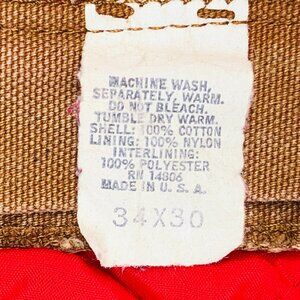 MACHINE WASH,
SEPARATELY, WARM.
DO NOT BLEACH.
TUMBLE DRY WARM.
SHELL: 100% COTTON
LINING: 100% NYLON
INTERLINING:
100% POLYESTER
RN 14806
MADE IN U.S.A.
34X30